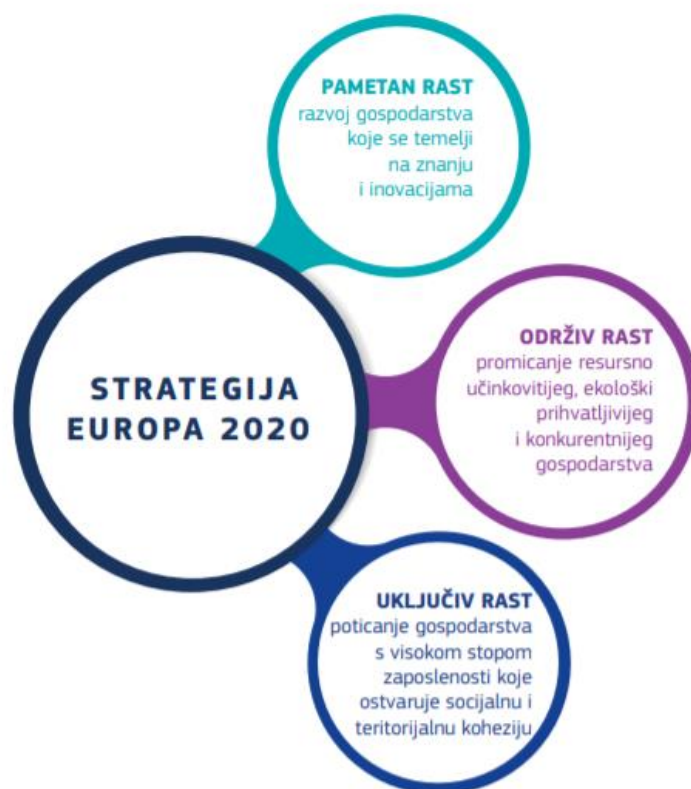 PAMETAN RAST
razvoj gospodarstva
koje se temelji
na znanju
i inovacijama
STRATEGIJA
EUROPA 2020
ODRŽIV RAST
promicanje resursno
učinkovitijeg, ekološki
prihvatljivijeg
i konkurentnijeg
gospodarstva
UKLJUČIV RAST
poticanje gospodarstva
s visokom stopom
zaposlenosti koje
ostvaruje socijalnu i
teritorijalnu koheziju